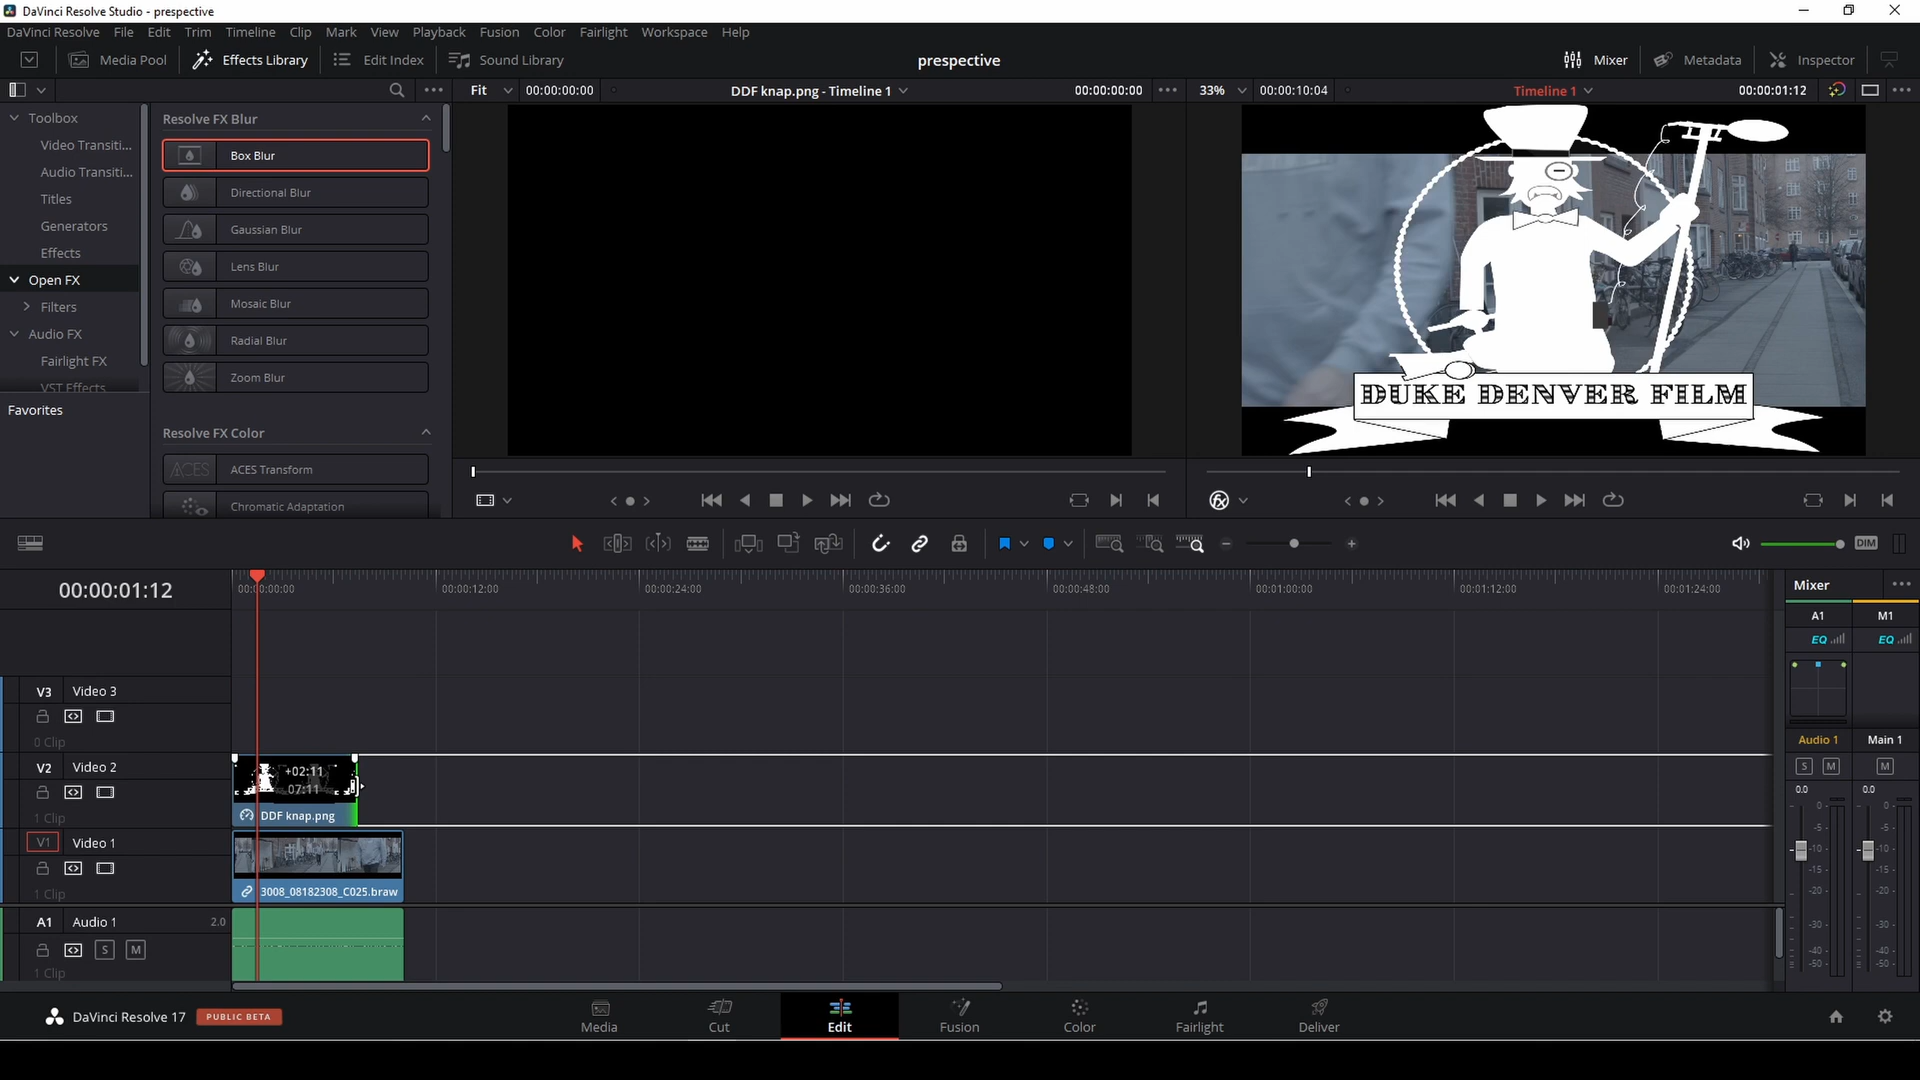 DaVinci Resolve Studio - prespective
DaVinci Resolve File Edit Trim Timeline Clip Mark View Playback Fusion Color Fairlight Workspace Help
Media Pool Effects Library Edit Index Sound Library prespective Mixer Metadata Inspector
Fit 00:00:00:00 DDF knap.png - Timeline 1 00:00:00:00 33% 00:00:10:04 Timeline 1 00:00:01:12
Toolbox
Video Transiti...
Audio Transiti...
Titles
Generators
Effects
Open FX
Filters
Audio FX
Fairlight FX
VST Effects
Favorites
Resolve FX Blur
Box Blur
Directional Blur
Gaussian Blur
Lens Blur
Mosaic Blur
Radial Blur
Zoom Blur
Resolve FX Color
ACES ACES Transform
Chromatic Adaptation
DUKE DENVER FILM
DIM
00:00:01:12
00:00:00:00 00:00:12:00 00:00:24:00 00:00:36:00 00:00:48:00 00:01:00:00 00:01:12:00 00:01:24:00
V3 Video 3
0 Clip
V2 Video 2
1 Clip
+02:11
07:11
DDF knap.png
V1 Video 1
1 Clip
3008_08182308_C025.braw
A1 Audio 1 2.0
S M
1 Clip
Mixer
A1 M1
EQ EQ
Audio 1 Main 1
S M M
0.0 0.0
0 0
-5 -5
-10 -10
-15 -15
-20 -20
-30 -30
-40 -40
-50 -50
DaVinci Resolve 17 PUBLIC BETA
Media Cut Edit Fusion Color Fairlight Deliver